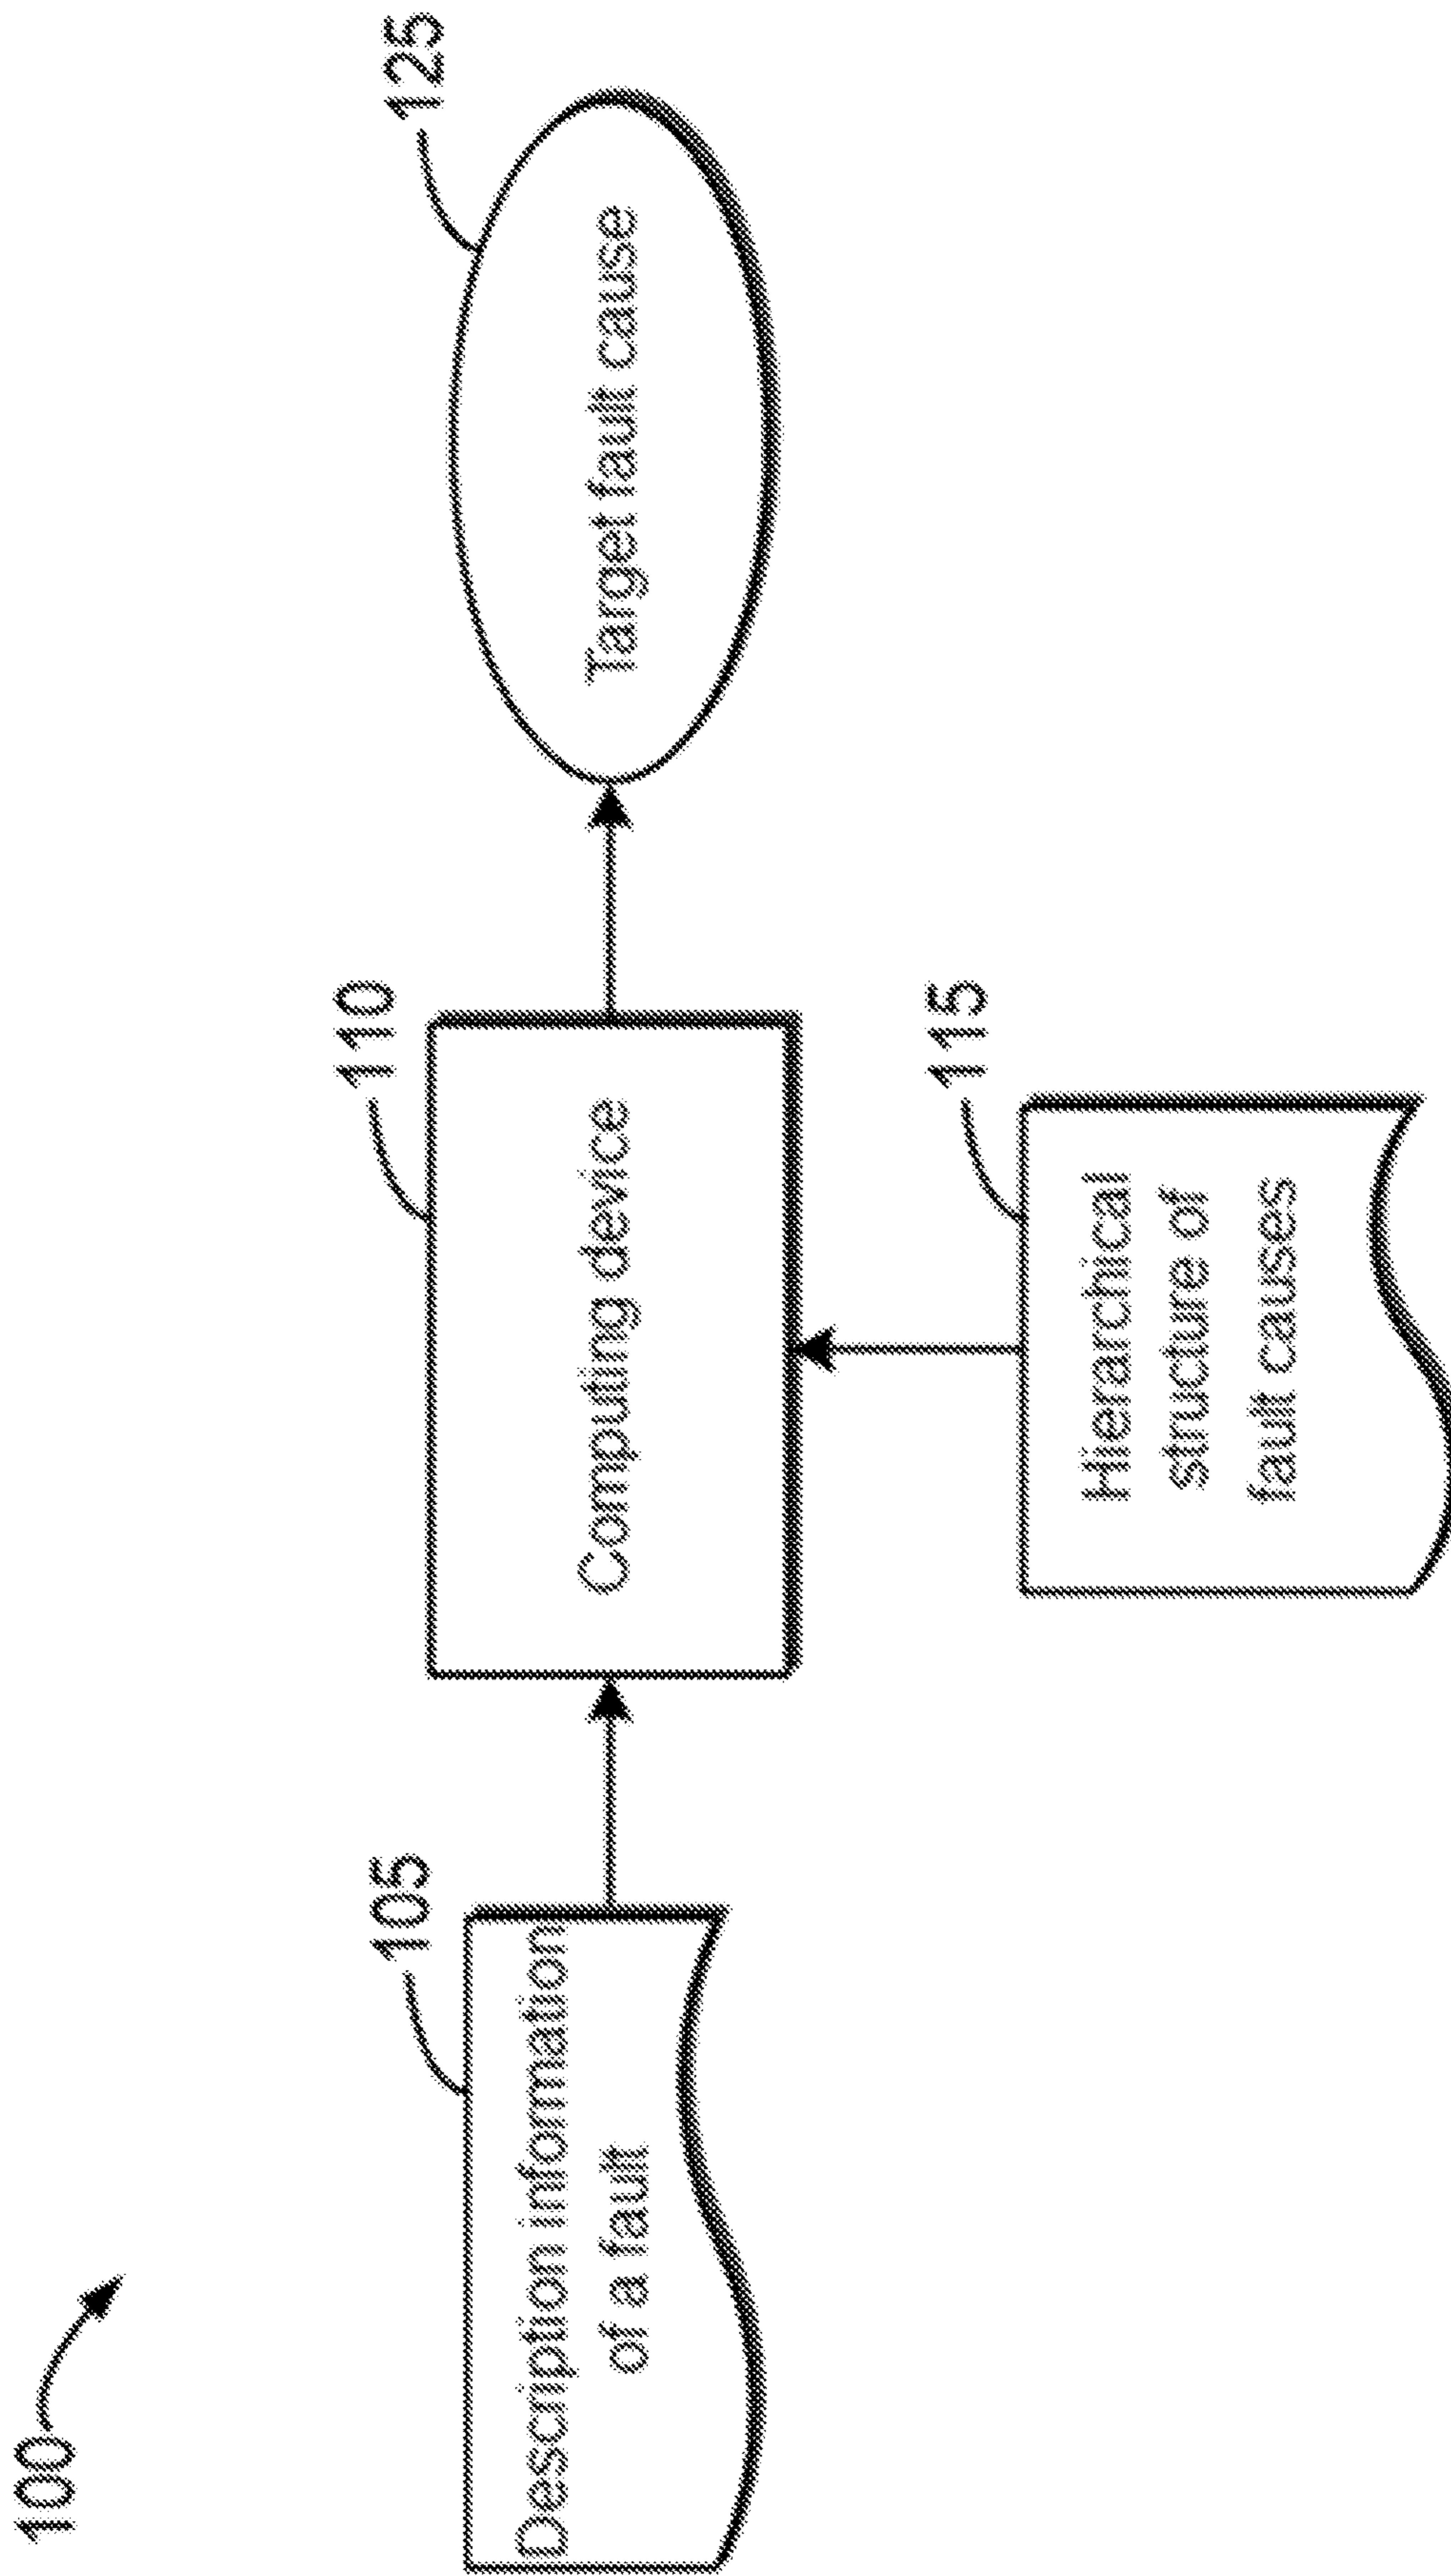 100
105
Description information
of a fault
110
Computing device
125
Target fault cause
115
Hierarchical
structure of
fault causes